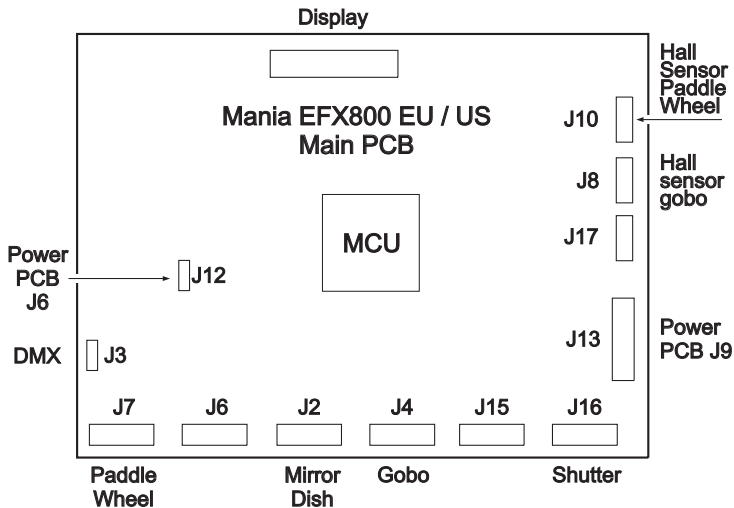 Display
Hall
Sensor
Paddle
Wheel
Mania EFX800 EU / US
Main PCB
J10
J8
Hall
sensor
gobo
J17
MCU
Power
PCB
J6
J12
J13
Power
PCB J9
DMX
J3
J7
J6
J2
J4
J15
J16
Paddle
Wheel
Mirror
Dish
Gobo
Shutter